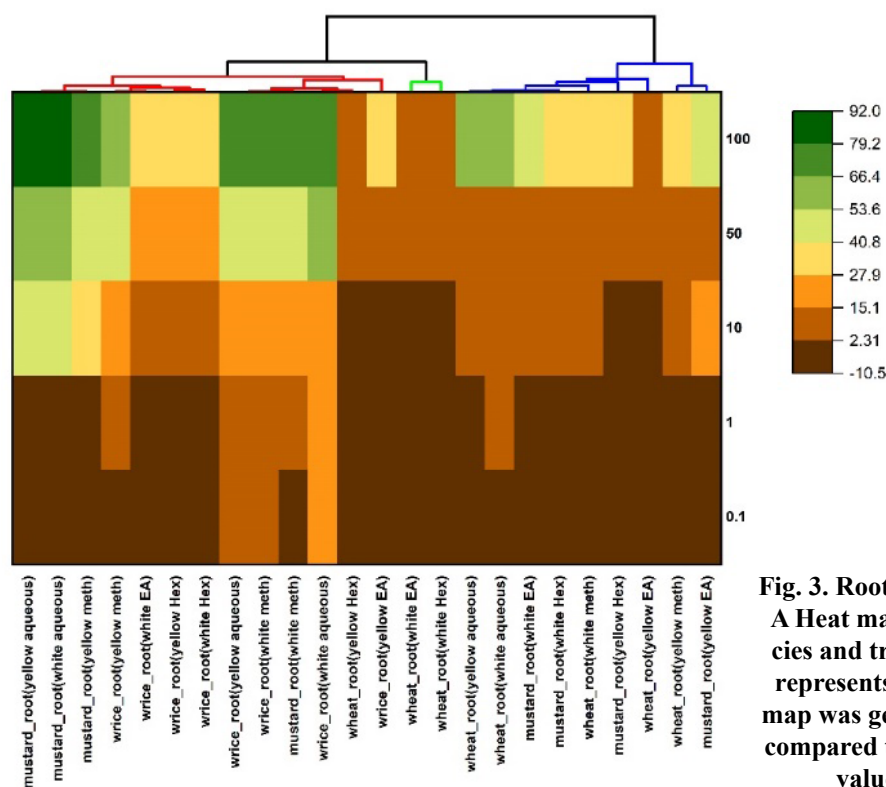 92.0
79.2
66.4
53.6
40.8
27.9
15.1
2.31
-10.5
100
50
10
1
0.1
mustard_root(yellow aqueous)
mustard_root(white aqueous)
mustard_root(yellow meth)
wrice_root(yellow meth)
wrice_root(white EA)
wrice_root(yellow Hex)
wrice_root(white Hex)
wrice_root(yellow aqueous)
wrice_root(white meth)
mustard_root(white meth)
wrice_root(white aqueous)
wheat_root(yellow Hex)
wrice_root(yellow EA)
wheat_root(white EA)
wheat_root(white Hex)
wheat_root(yellow aqueous)
wheat_root(white aqueous)
mustard_root(white EA)
mustard_root(white Hex)
wheat_root(white meth)
mustard_root(yellow Hex)
wheat_root(yellow EA)
wheat_root(yellow meth)
mustard_root(yellow EA)
Fig. 3. Root
A Heat ma
cies and tr
represents
map was ge
compared
valu